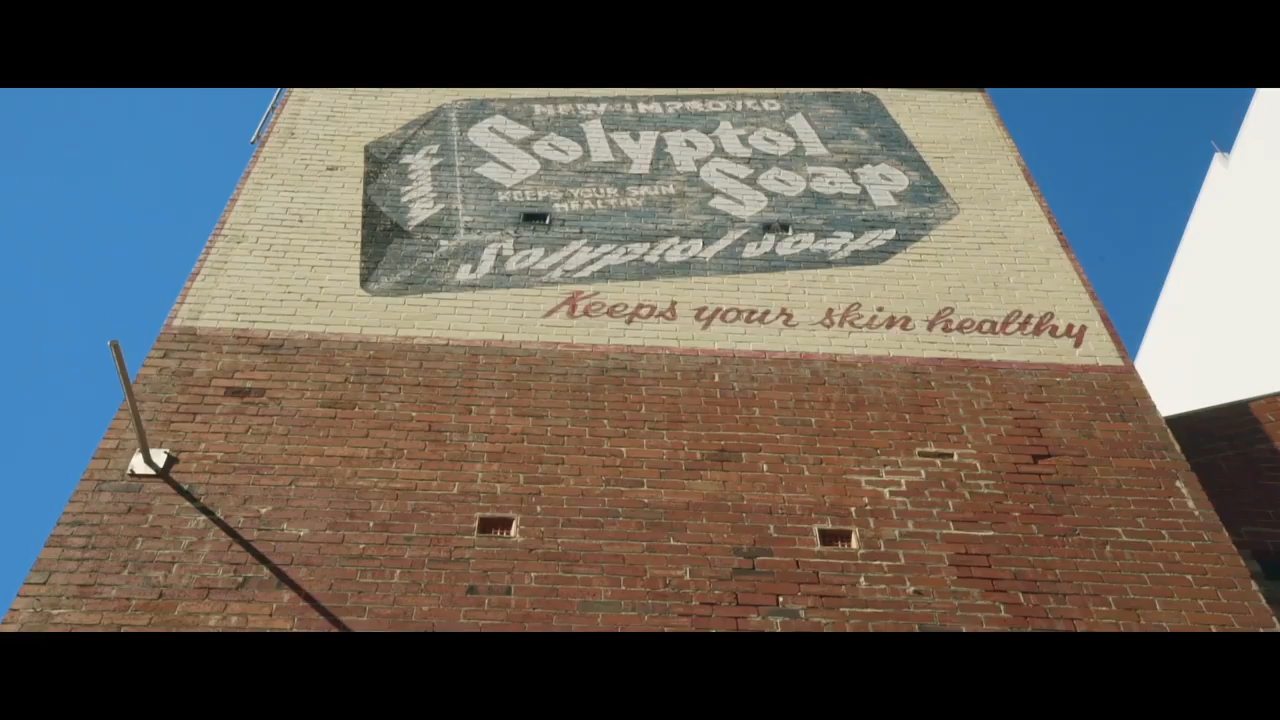 NEW IMPROVED
Solyptol
Soap
KEEPS YOUR SKIN
HEALTHY
Solyptol Soap
Keeps your skin healthy